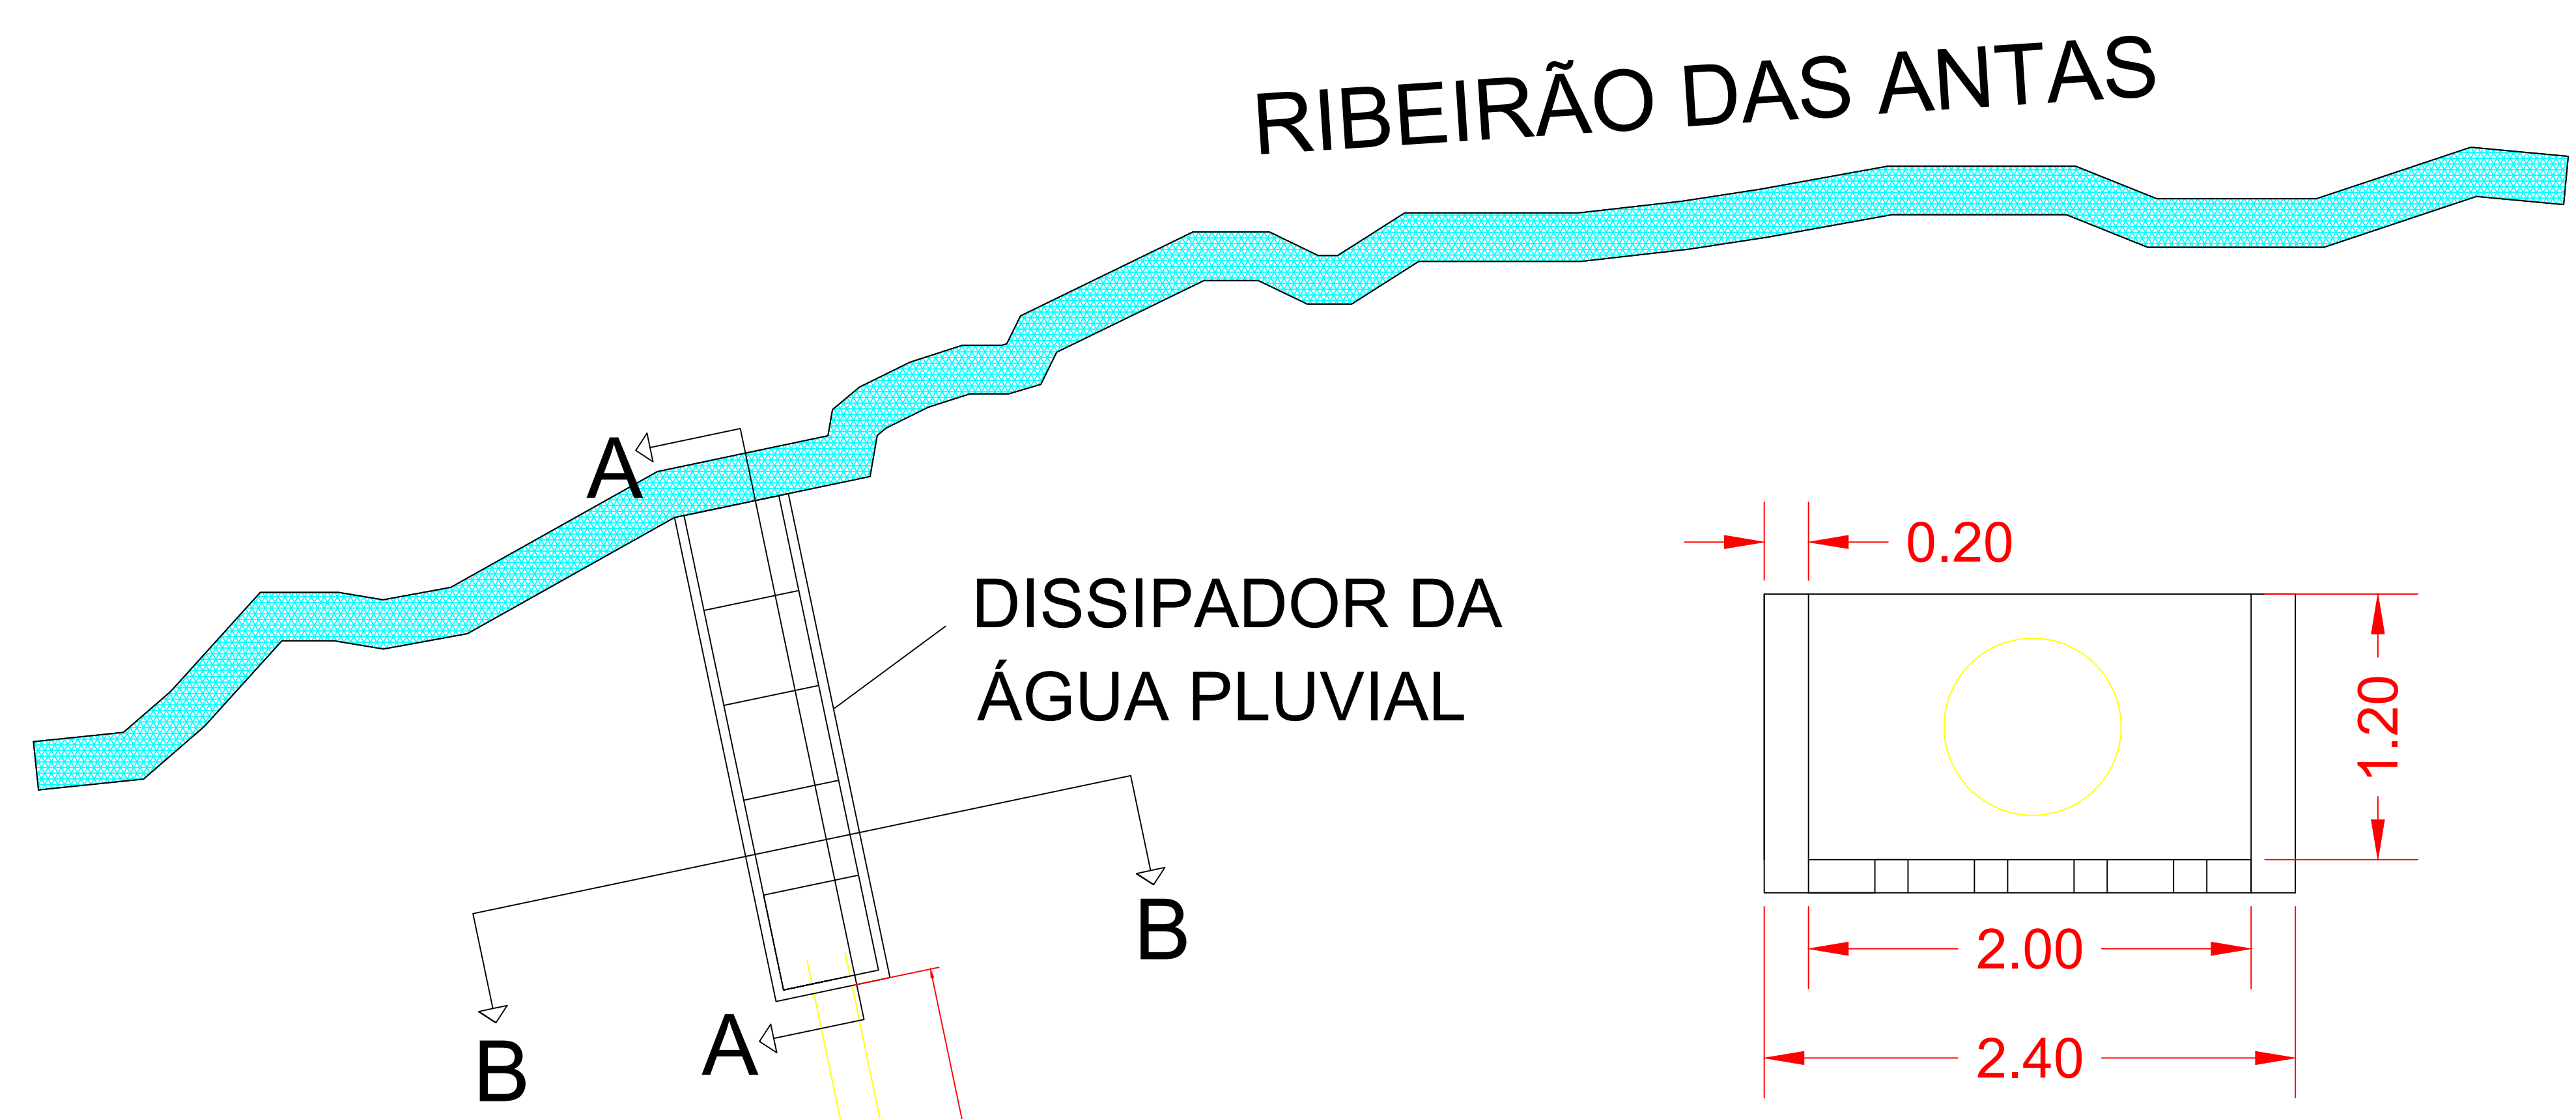 RIBEIRÃO DAS ANTAS
A
0.20
DISSIPADOR DA
ÁGUA PLUVIAL
1.20
B
2.00
A
B
2.40